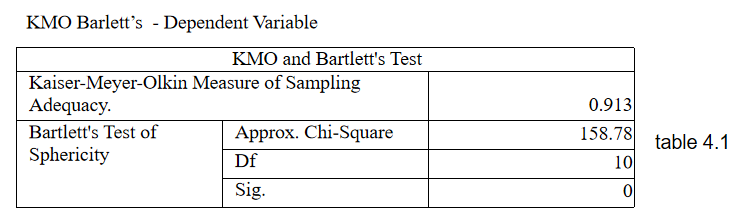 KMO Barlett’s  - Dependent Variable
KMO and Bartlett's Test
Kaiser-Meyer-Olkin Measure of Sampling
Adequacy. 0.913
Bartlett's Test of Sphericity Approx. Chi-Square 158.78
Df 10
Sig. 0
table 4.1